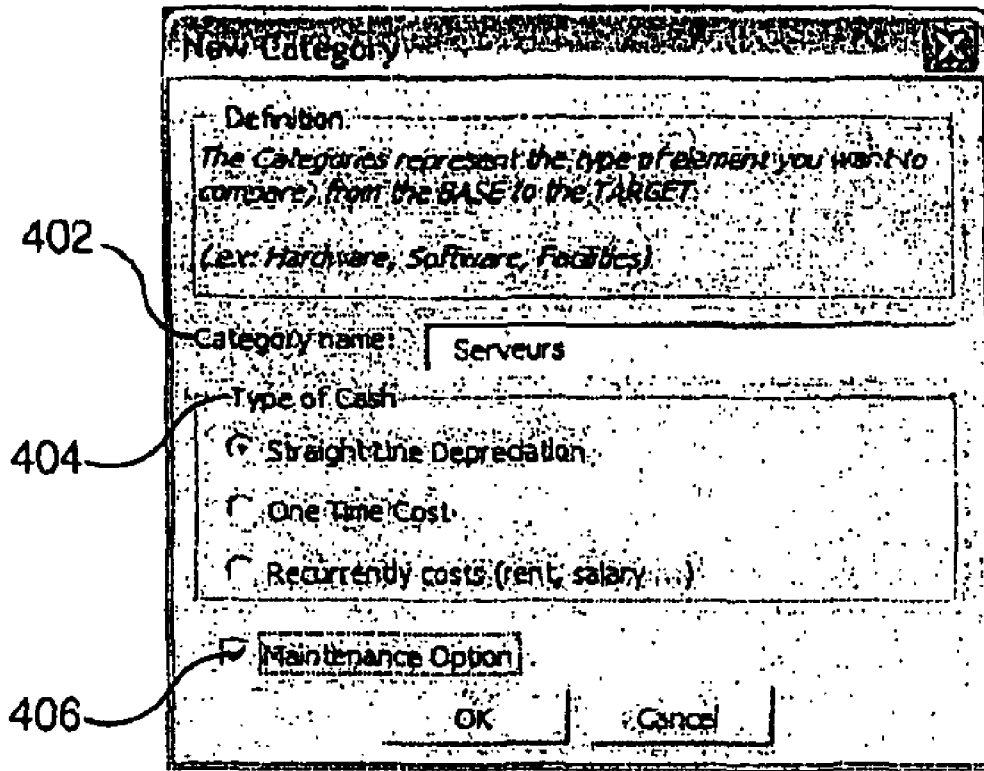 New Category
Definition
The Categories represent the type of element you want to
compare, from the BASE to the TARGET.
(ex: Hardware, Software, Facilities)
402
Category name:
Serveurs
Type of Cash
404
Straight Line Depreciation
One Time Cost
Recurrently costs (rent, salary ...)
Maintenance Option
406
OK
Cancel